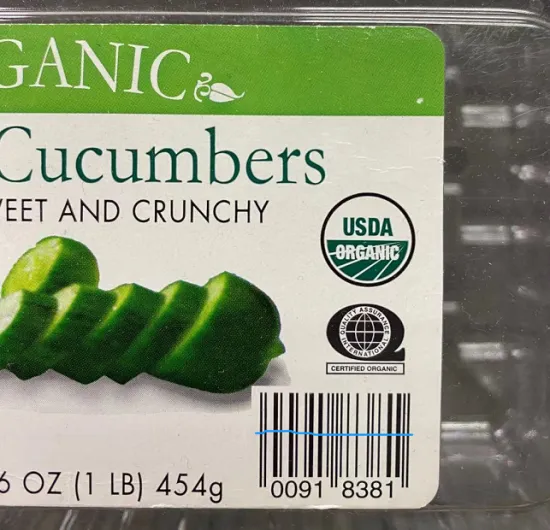 GANIC
Cucumbers
EET AND CRUNCHY
USDA
ORGANIC
QUALITY ASSURANCE
INTERNATIONAL
CERTIFIED ORGANIC
6 OZ (1 LB) 454g
0091 8381